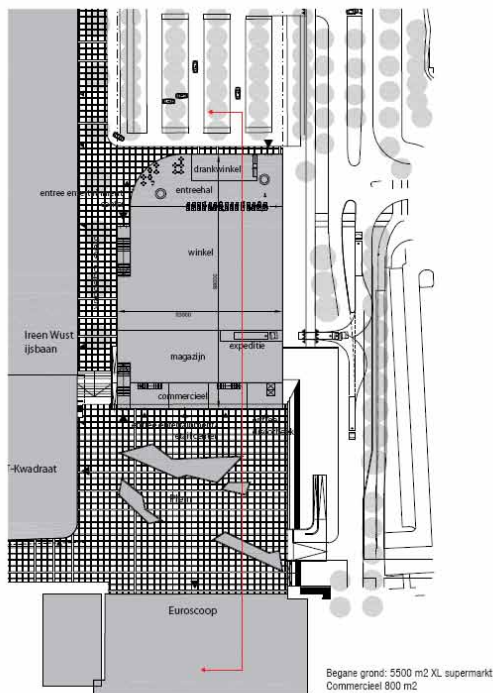 drankwinkel
entreehal
winkel
Ireen Wust
ijsbaan
expeditie
magazijn
commercieel
T-Kwadraat
Plein
Euroscoop
Begane grond: 5500 m2 XL supermarkt
Commercieel 800 m2